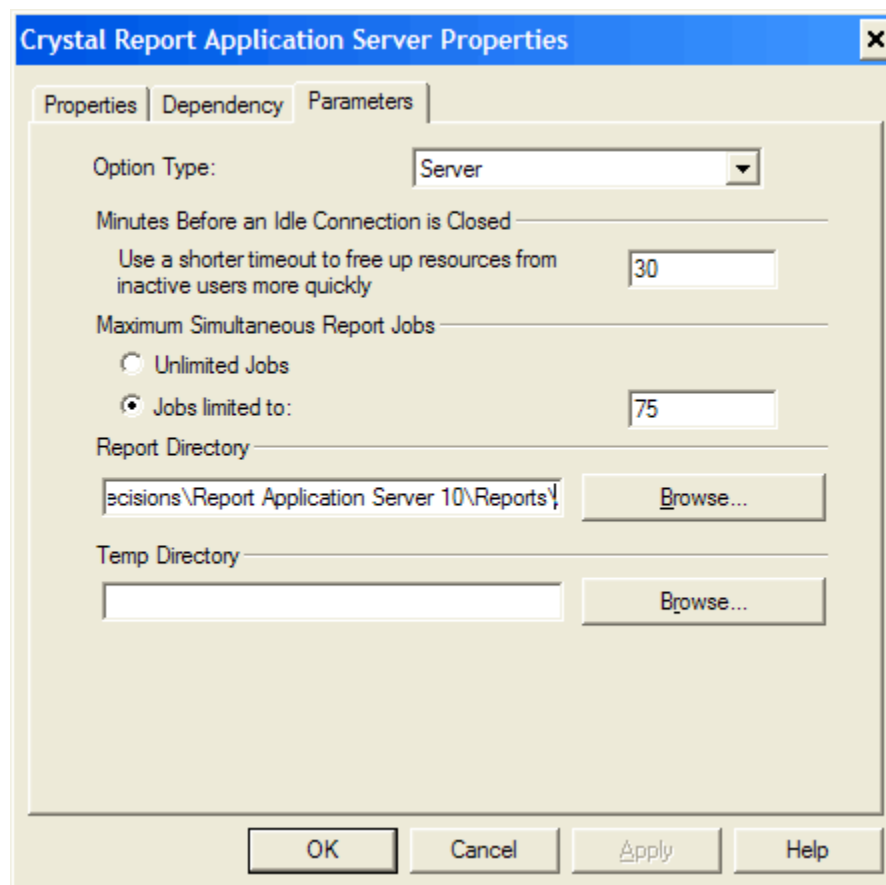 Crystal Report Application Server Properties
Properties Dependency Parameters
Option Type: Server
Minutes Before an Idle Connection is Closed
Use a shorter timeout to free up resources from
inactive users more quickly
30
Maximum Simultaneous Report Jobs
Unlimited Jobs
Jobs limited to: 75
Report Directory
ecisions\Report Application Server 10\Reports\ Browse...
Temp Directory
Browse...
OK Cancel Apply Help